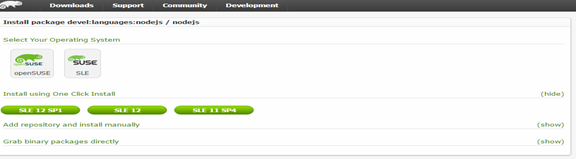 Downloads Support Community Development
Install package devel:languages:nodejs / nodejs
Select Your Operating System
SUSE SUSE
openSUSE SLE
Install using One Click Install (hide)
SLE 12 SP1 SLE 12 SLE 11 SP4
Add repository and install manually (show)
Grab binary packages directly (show)